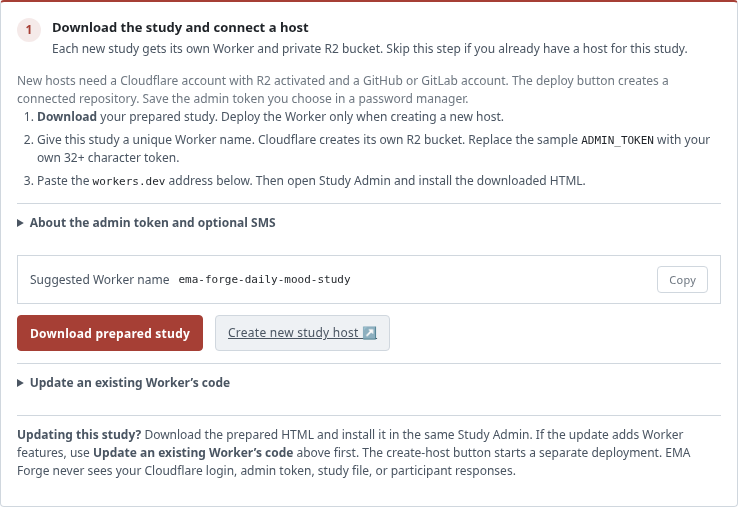 1
Download the study and connect a host
Each new study gets its own Worker and private R2 bucket. Skip this step if you already have a host for this study.
New hosts need a Cloudflare account with R2 activated and a GitHub or GitLab account. The deploy button creates a
connected repository. Save the admin token you choose in a password manager.
1. Download your prepared study. Deploy the Worker only when creating a new host.
2. Give this study a unique Worker name. Cloudflare creates its own R2 bucket. Replace the sample ADMIN_TOKEN with your
own 32+ character token.
3. Paste the workers.dev address below. Then open Study Admin and install the downloaded HTML.
▶ About the admin token and optional SMS
Suggested Worker name ema-forge-daily-mood-study
Copy
Download prepared study
Create new study host ↗
▶ Update an existing Worker’s code
Updating this study? Download the prepared HTML and install it in the same Study Admin. If the update adds Worker
features, use Update an existing Worker’s code above first. The create-host button starts a separate deployment. EMA
Forge never sees your Cloudflare login, admin token, study file, or participant responses.